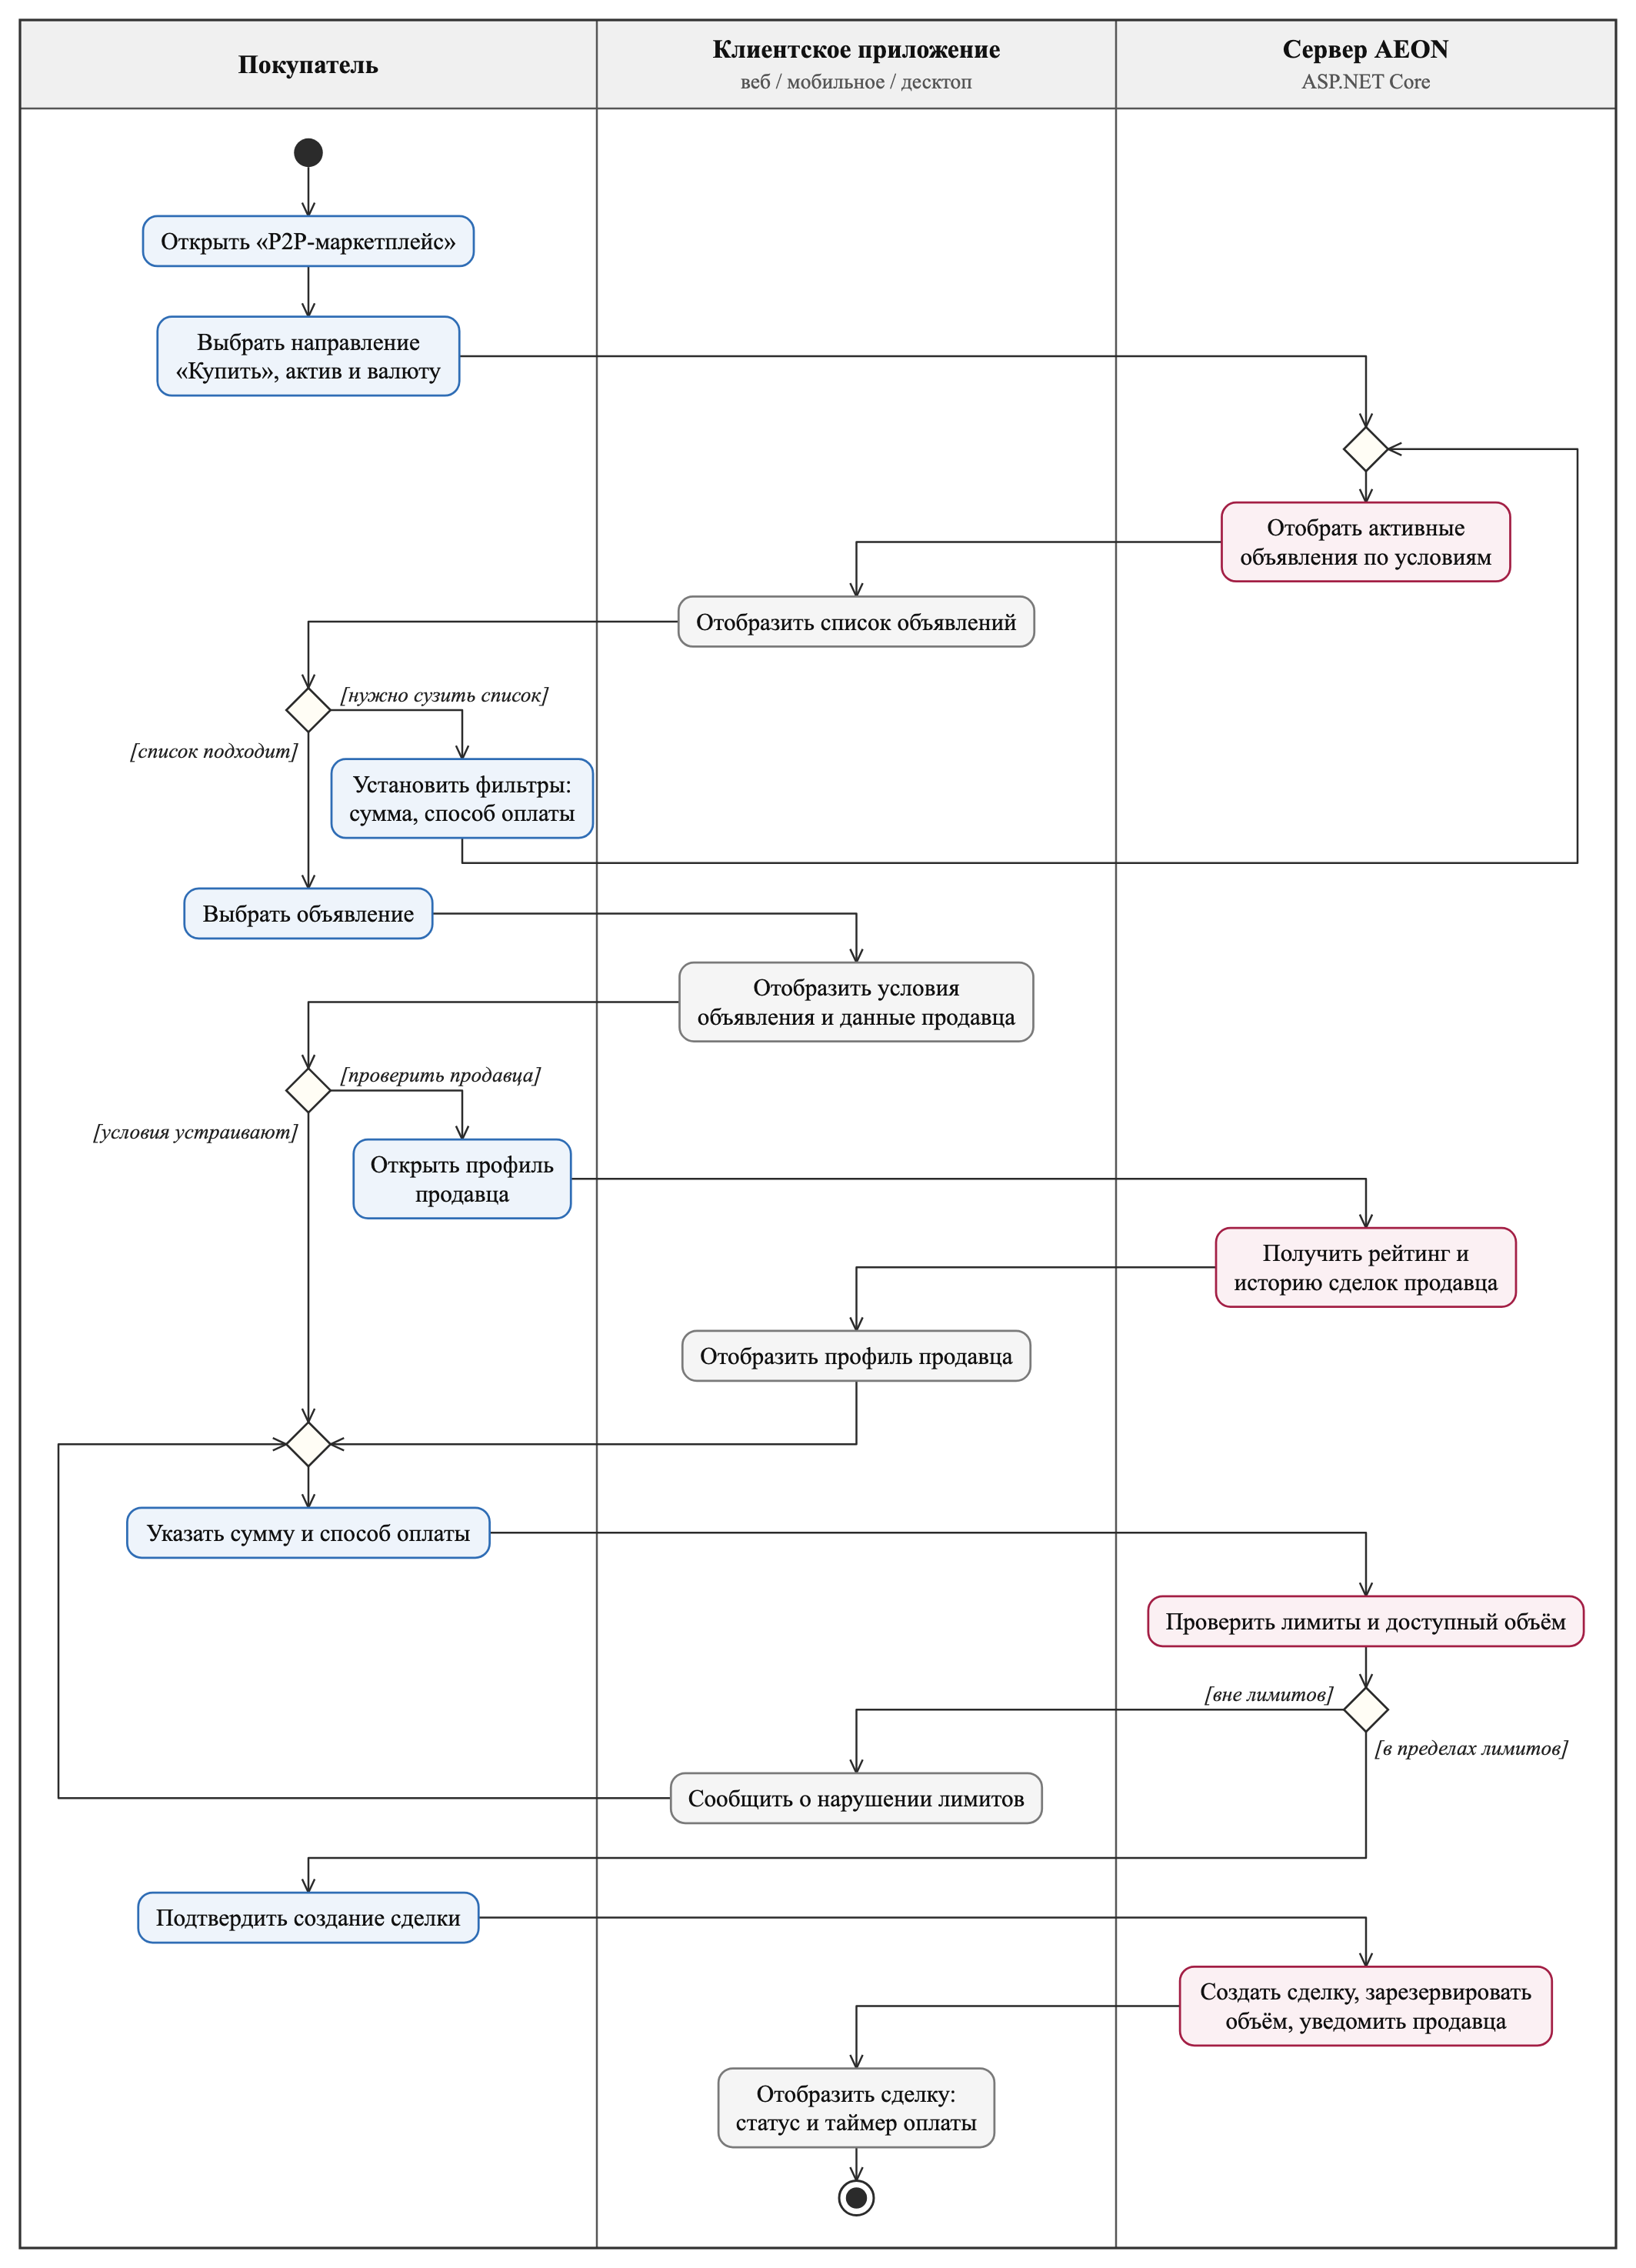 Покупатель
Клиентское приложение
веб / мобильное / десктоп
Сервер AEON
ASP.NET Core
Открыть «P2P-маркетплейс»
Выбрать направление
«Купить», актив и валюту
Отобрать активные
объявления по условиям
Отобразить список объявлений
[нужно сузить список]
[список подходит]
Установить фильтры:
сумма, способ оплаты
Выбрать объявление
Отобразить условия
объявления и данные продавца
[проверить продавца]
[условия устраивают]
Открыть профиль
продавца
Получить рейтинг и
историю сделок продавца
Отобразить профиль продавца
Указать сумму и способ оплаты
Проверить лимиты и доступный объём
[вне лимитов]
[в пределах лимитов]
Сообщить о нарушении лимитов
Подтвердить создание сделки
Создать сделку, зарезервировать
объём, уведомить продавца
Отобразить сделку:
статус и таймер оплаты